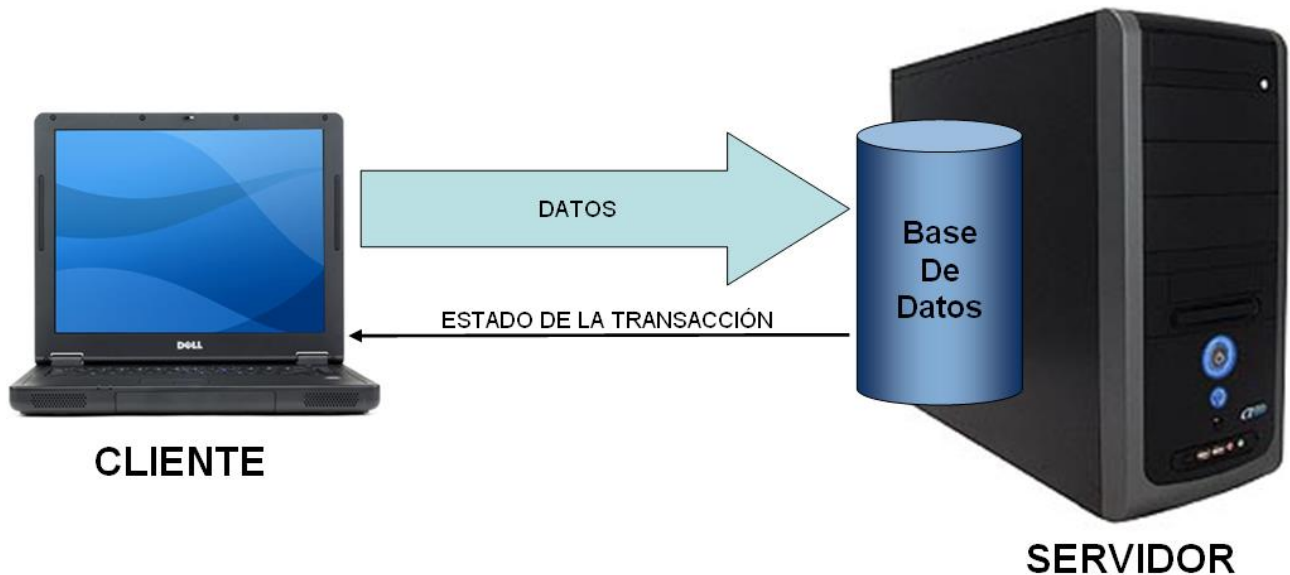 DATOS
Base
De
Datos
ESTADO DE LA TRANSACCIÓN
DELL
CLIENTE
SERVIDOR